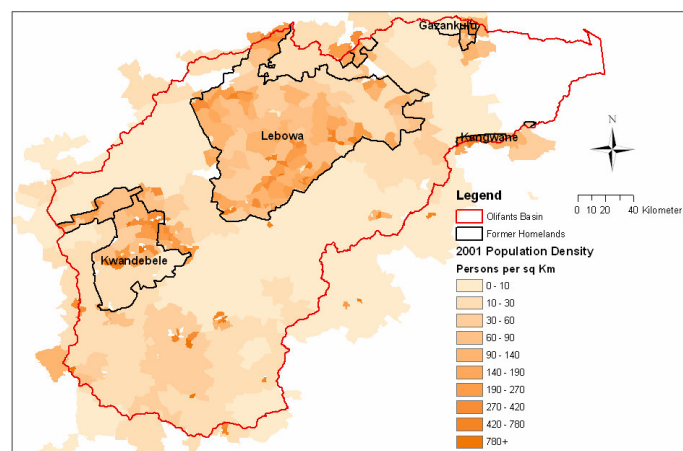 Gazankulu
Lebowa
Kangwane
Kwandebele
N
Legend
Olifants Basin
Former Homelands
0 10 20 40 Kilometer
2001 Population Density
Persons per sq Km
0 - 10
10 - 30
30 - 60
60 - 90
90 - 140
140 - 190
190 - 270
270 - 420
420 - 780
780+